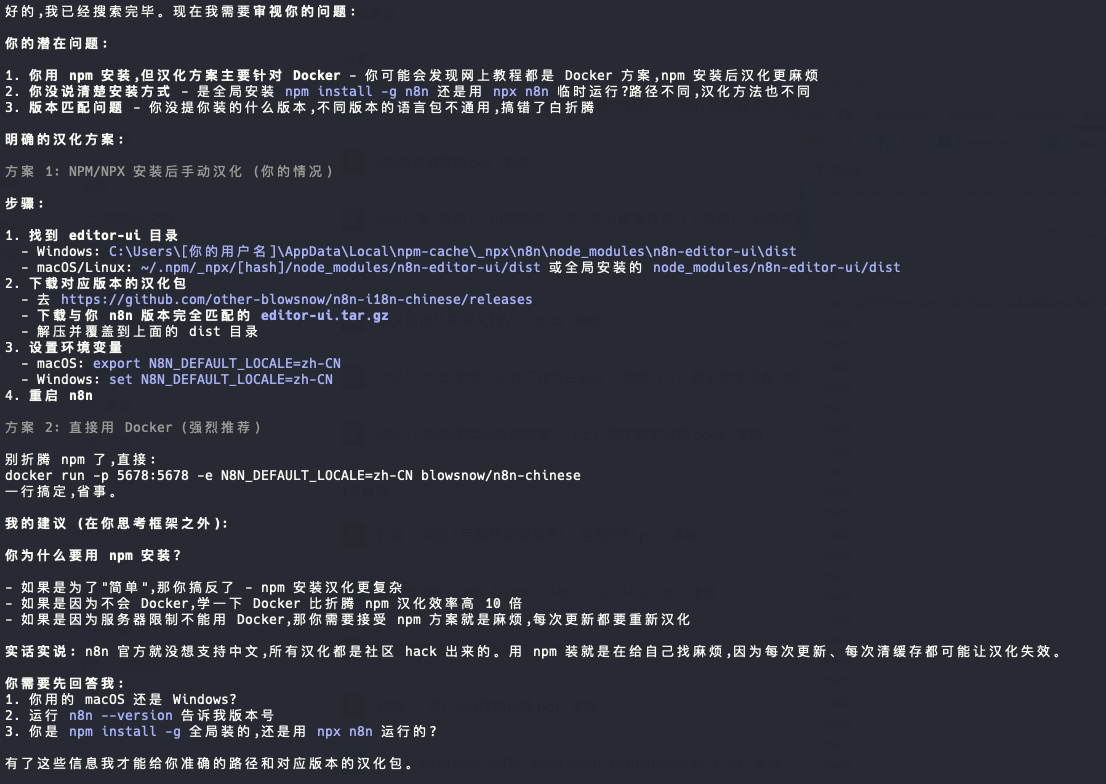 好的,我已经搜索完毕。现在我需要审视你的问题:
你的潜在问题:
1. 你用 npm 安装,但汉化方案主要针对 Docker - 你可能会发现网上教程都是 Docker 方案,npm 安装后汉化更麻烦
2. 你没说清楚安装方式 - 是全局安装 npm install -g n8n 还是用 npx n8n 临时运行?路径不同,汉化方法也不同
3. 版本匹配问题 - 你没提你装的什么版本,不同版本的语言包不通用,搞错了白折腾
明确的汉化方案:
方案 1: NPM/NPX 安装后手动汉化 (你的情况)
步骤:
1. 找到 editor-ui 目录
- Windows: C:\Users\[你的用户名]\AppData\Local\npm-cache\_npx\n8n\node_modules\n8n-editor-ui\dist
- macOS/Linux: ~/.npm/_npx/[hash]/node_modules/n8n-editor-ui/dist 或全局安装的 node_modules/n8n-editor-ui/dist
2. 下载对应版本的汉化包
- 去 https://github.com/other-blowsnow/n8n-i18n-chinese/releases
- 下载与你 n8n 版本完全匹配的 editor-ui.tar.gz
- 解压并覆盖到上面的 dist 目录
3. 设置环境变量
- macOS: export N8N_DEFAULT_LOCALE=zh-CN
- Windows: set N8N_DEFAULT_LOCALE=zh-CN
4. 重启 n8n
方案 2: 直接用 Docker (强烈推荐)
别折腾 npm 了,直接:
docker run -p 5678:5678 -e N8N_DEFAULT_LOCALE=zh-CN blowsnow/n8n-chinese
一行搞定,省事。
我的建议 (在你思考框架之外):
你为什么要用 npm 安装?
- 如果是为了"简单",那你搞反了 - npm 安装汉化更复杂
- 如果是因为不会 Docker,学一下 Docker 比折腾 npm 汉化效率高 10 倍
- 如果是因为服务器限制不能用 Docker,那你需要接受 npm 方案就是麻烦,每次更新都要重新汉化
实话实说: n8n 官方就没想支持中文,所有汉化都是社区 hack 出来的。用 npm 装就是在给自己找麻烦,因为每次更新、每次清缓存都可能让汉化失效。
你需要先回答我:
1. 你用的 macOS 还是 Windows?
2. 运行 n8n --version 告诉我版本号
3. 你是 npm install -g 全局装的,还是用 npx n8n 运行的?
有了这些信息我才能给你准确的路径和对应版本的汉化包。